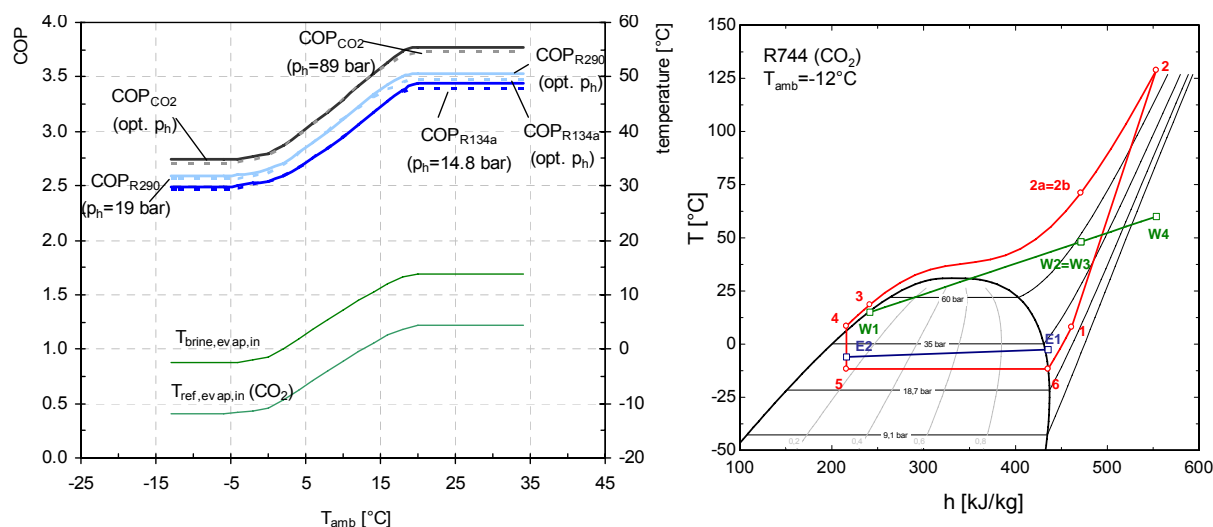 COP
4.0
3.5
3.0
2.5
2.0
1.5
1.0
0.5
0.0
60
50
40
30
20
10
0
-10
-20
temperature [°C]
COP_CO2
(p_h=89 bar)
COP_R290
(opt. p_h)
COP_CO2
(opt. p_h)
COP_R134a
(p_h=14.8 bar)
COP_R134a
(opt. p_h)
COP_R290
(p_h=19 bar)
T_brine,evap,in
T_ref,evap,in (CO_2)
-25 -15 -5 5 15 25 35 45
T_amb [°C]
R744 (CO_2)
T_amb=-12°C
T [°C]
150
125
100
75
50
25
0
-25
-50
2
2a=2b
W4
W2=W3
3
4
W1
60 bar
1
35 bar
E2
E1
5
6
18,7 bar
9,1 bar
0,2 0,4 0,6 0,8
100 200 300 400 500 600
h [kJ/kg]